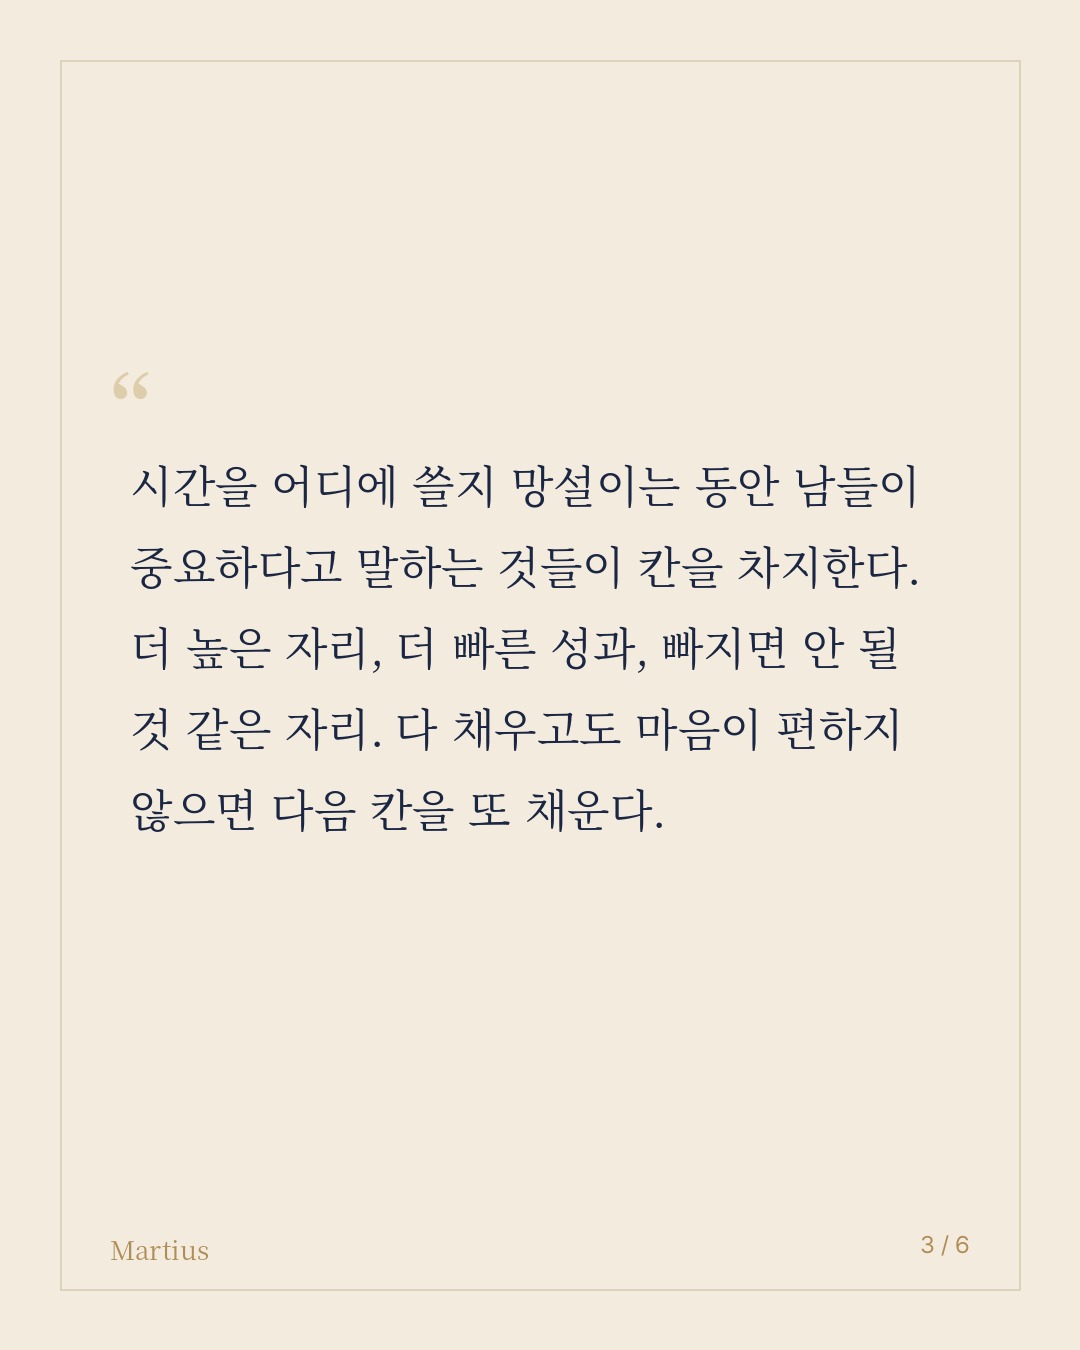 “
시간을 어디에 쓸지 망설이는 동안 남들이
중요하다고 말하는 것들이 칸을 차지한다.
더 높은 자리, 더 빠른 성과, 빠지면 안 될
것 같은 자리. 다 채우고도 마음이 편하지
않으면 다음 칸을 또 채운다.
Martius
3 / 6